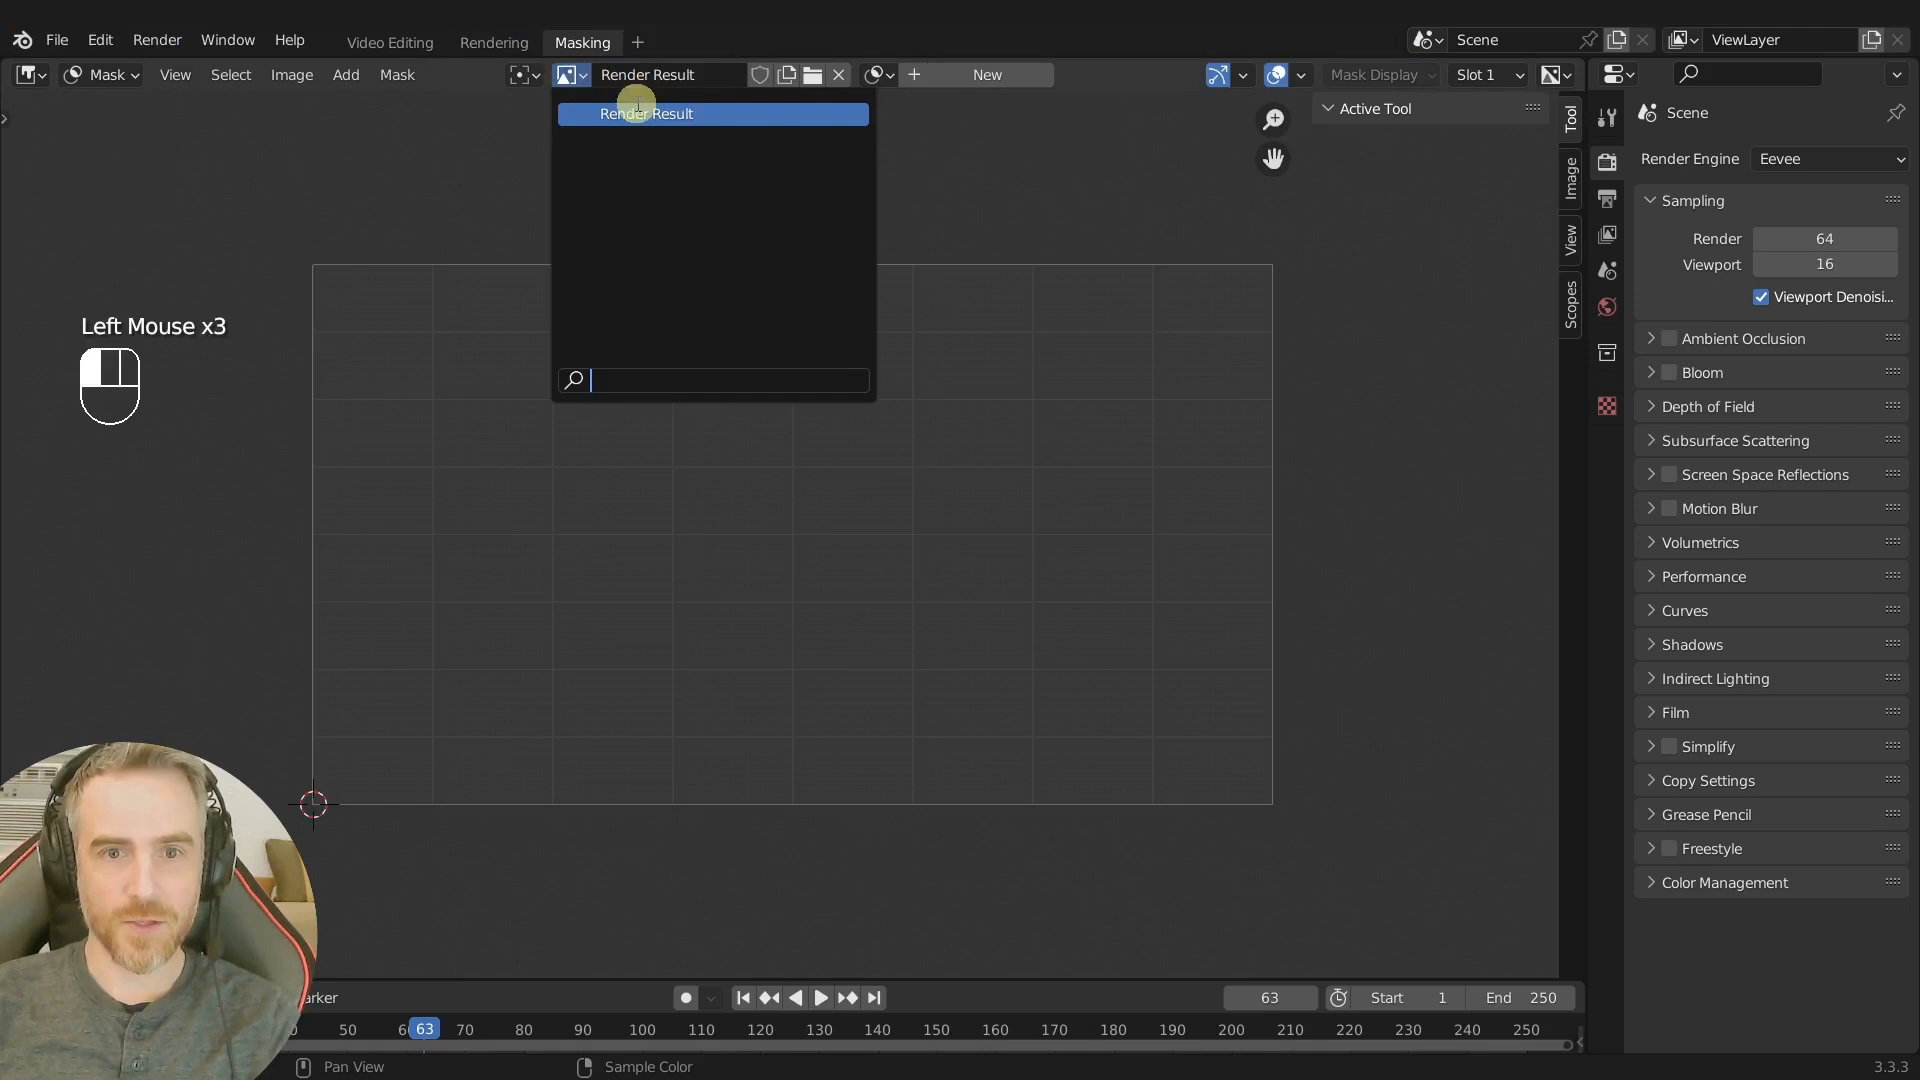 File Edit Render Window Help Video Editing Rendering Masking Scene ViewLayer
Mask View Select Image Add Mask Render Result New Mask Display Slot 1
Render Result
Active Tool
Tool
Image
View
Scopes
Scene
Render Engine Eevee
Sampling
Render 64
Viewport 16
Viewport Denoisi...
Ambient Occlusion
Bloom
Depth of Field
Subsurface Scattering
Screen Space Reflections
Motion Blur
Volumetrics
Performance
Curves
Shadows
Indirect Lighting
Film
Simplify
Copy Settings
Grease Pencil
Freestyle
Color Management
Left Mouse x3
arker 63 Start 1 End 250
50 63 70 80 90 100 110 120 130 140 150 160 170 180 190 200 210 220 230 240 250
Pan View Sample Color 3.3.3